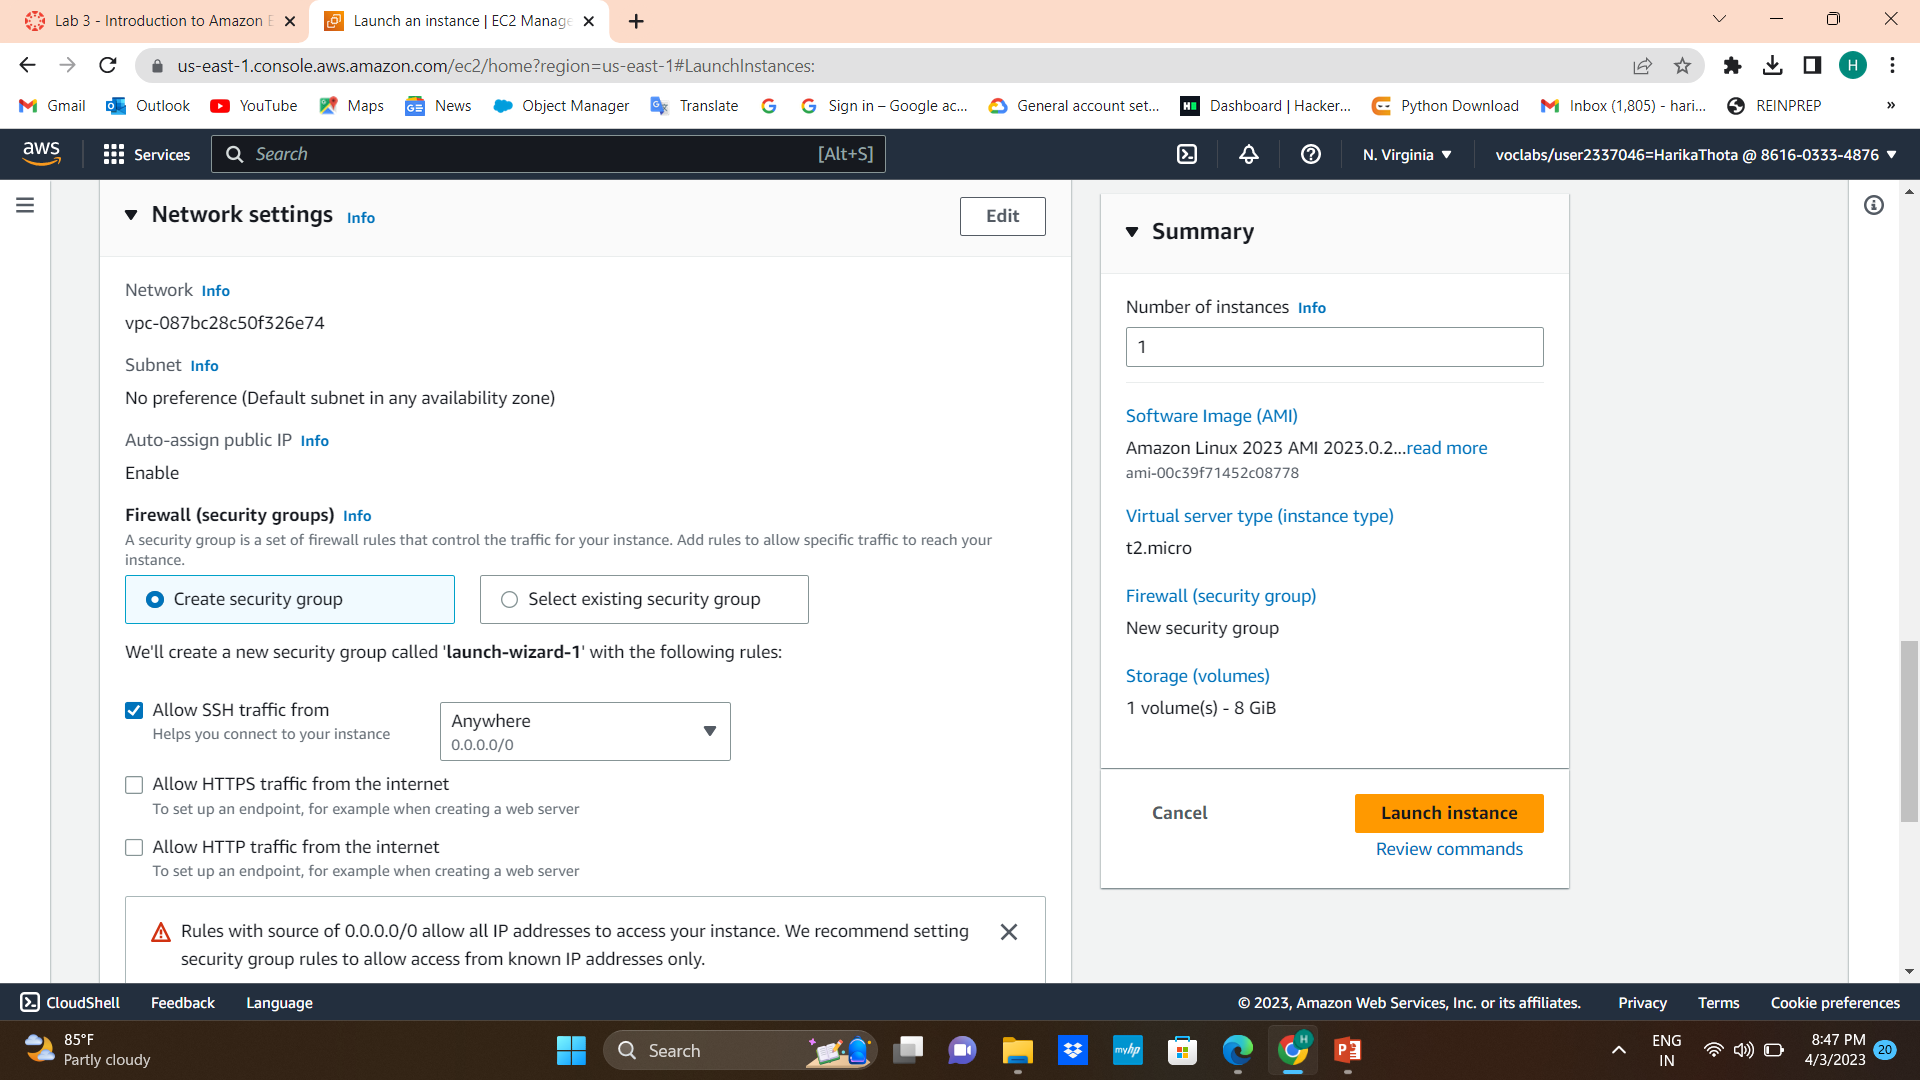 Lab 3 - Introduction to Amazon E
Launch an instance | EC2 Manage
us-east-1.console.aws.amazon.com/ec2/home?region=us-east-1#LaunchInstances:
H
Gmail
Outlook
YouTube
Maps
News
Object Manager
Translate
Sign in – Google ac...
General account set...
Dashboard | Hacker...
Python Download
Inbox (1,805) - hari...
REINPREP
»
aws
Services
Search
[Alt+S]
N. Virginia
voclabs/user2337046=HarikaThota @ 8616-0333-4876
Network settings Info
Edit
Network Info
vpc-087bc28c50f326e74
Subnet Info
No preference (Default subnet in any availability zone)
Auto-assign public IP Info
Enable
Firewall (security groups) Info
A security group is a set of firewall rules that control the traffic for your instance. Add rules to allow specific traffic to reach your
instance.
Create security group
Select existing security group
We'll create a new security group called 'launch-wizard-1' with the following rules:
Allow SSH traffic from
Helps you connect to your instance
Anywhere
0.0.0.0/0
Allow HTTPS traffic from the internet
To set up an endpoint, for example when creating a web server
Allow HTTP traffic from the internet
To set up an endpoint, for example when creating a web server
Rules with source of 0.0.0.0/0 allow all IP addresses to access your instance. We recommend setting
security group rules to allow access from known IP addresses only.
Summary
Number of instances Info
1
Software Image (AMI)
Amazon Linux 2023 AMI 2023.0.2...read more
ami-00c39f71452c08778
Virtual server type (instance type)
t2.micro
Firewall (security group)
New security group
Storage (volumes)
1 volume(s) - 8 GiB
Cancel
Launch instance
Review commands
CloudShell
Feedback
Language
© 2023, Amazon Web Services, Inc. or its affiliates.
Privacy
Terms
Cookie preferences
85°F
Partly cloudy
Search
myhp
H
ENG
IN
8:47 PM
4/3/2023
20